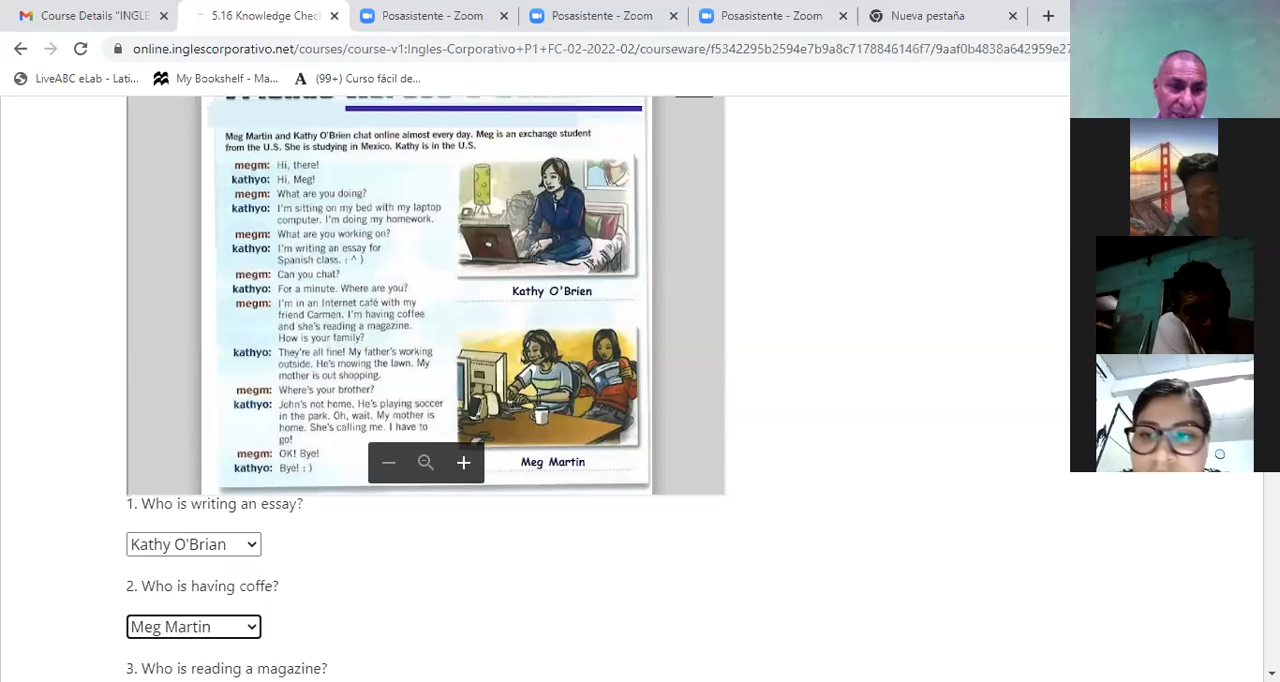 Course Details "INGLE
5.16 Knowledge Chec
Posasistente - Zoom
Posasistente - Zoom
Posasistente - Zoom
Nueva pestaña
online.inglescorporativo.net/courses/course-v1:Ingles-Corporativo+P1+FC-02-2022-02/courseware/f5342295b2594e7b9a8c7178846146f7/9aaf0b4838a642959e27
LiveABC eLab - Lati...
My Bookshelf - Ma...
(99+) Curso fácil de...
Meg Martin and Kathy O'Brien chat online almost every day. Meg is an exchange student
from the U.S. She is studying in Mexico. Kathy is in the U.S.
megm: Hi, there!
kathyo: Hi, Meg!
megm: What are you doing?
kathyo: I'm sitting on my bed with my laptop
computer. I'm doing my homework.
megm: What are you working on?
kathyo: I'm writing an essay for
Spanish class. : ^ )
megm: Can you chat?
kathyo: For a minute. Where are you?
megm: I'm in an Internet café with my
friend Carmen. I'm having coffee
and she's reading a magazine.
How is your family?
kathyo: They're all fine! My father's working
outside. He's mowing the lawn. My
mother is out shopping.
megm: Where's your brother?
kathyo: John's not home. He's playing soccer
in the park. Oh, wait. My mother is
home. She's calling me. I have to
go!
megm: OK! Bye!
kathyo: Bye! : )
Kathy O'Brien
Meg Martin
1. Who is writing an essay?
Kathy O'Brian
2. Who is having coffe?
Meg Martin
3. Who is reading a magazine?